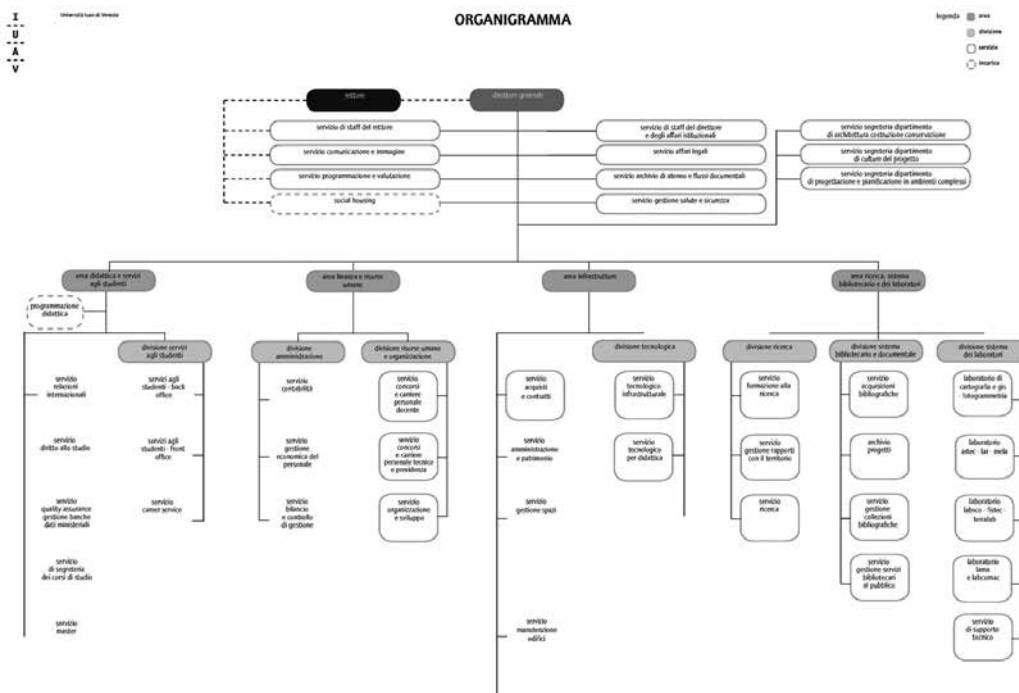 I
U
A
V
Università Iuav di Venezia
ORGANIGRAMMA
legenda
area
divisione
servizio
incarico
rettore
direttore generale
servizio di staff del rettore
servizio comunicazione e immagine
servizio programmazione e valutazione
social housing
servizio di staff del direttore
e degli affari istituzionali
servizio affari legali
servizio archivio di ateneo e flussi documentali
servizio gestione salute e sicurezza
servizio segreteria dipartimento
di architettura costruzione conservazione
servizio segreteria dipartimento
di culture del progetto
servizio segreteria dipartimento
di progettazione e pianificazione in ambienti complessi
area didattica e servizi
agli studenti
programmazione
didattica
servizio
relazioni
internazionali
servizio
diritto allo studio
servizio
quality assurance
gestione banche
dati ministeriali
servizio
di segreteria
dei corsi di studio
servizio
master
divisione servizi
agli studenti
servizi agli
studenti - back
office
servizi agli
studenti - front
office
servizio
career service
area finanza e risorse
umane
divisione
amministrazione
servizio
contabilità
servizio
gestione
economica del
personale
servizio
bilancio
e controllo
di gestione
divisione risorse umane
e organizzazione
servizio
concorsi
e carriere
personale
docente
servizio
concorsi
e carriere
personale tecnico
e previdenza
servizio
organizzazione
e sviluppo
area infrastrutture
servizio
acquisti
e contratti
servizio
amministrazione
e patrimonio
servizio
gestione spazi
servizio
manutenzione
edifici
divisione tecnologica
servizio
tecnologico
infrastrutturale
servizio
tecnologico
per didattica
area ricerca, sistema
bibliotecario e dei laboratori
divisione ricerca
servizio
formazione alla
ricerca
servizio
gestione rapporti
con il territorio
servizio
ricerca
divisione sistema
bibliotecario e documentale
servizio
acquisizioni
bibliografiche
archivio
progetti
servizio
gestione
collezioni
bibliografiche
servizio
gestione servizi
bibliotecari
al pubblico
divisione sistema
dei laboratori
laboratorio di
cartografia e gis
- fotogrammetria
laboratorio
artec - lar - mela
laboratorio
labsco - fistec -
terralab
laboratorio
lama
e labcomac
servizio
di supporto
tecnico